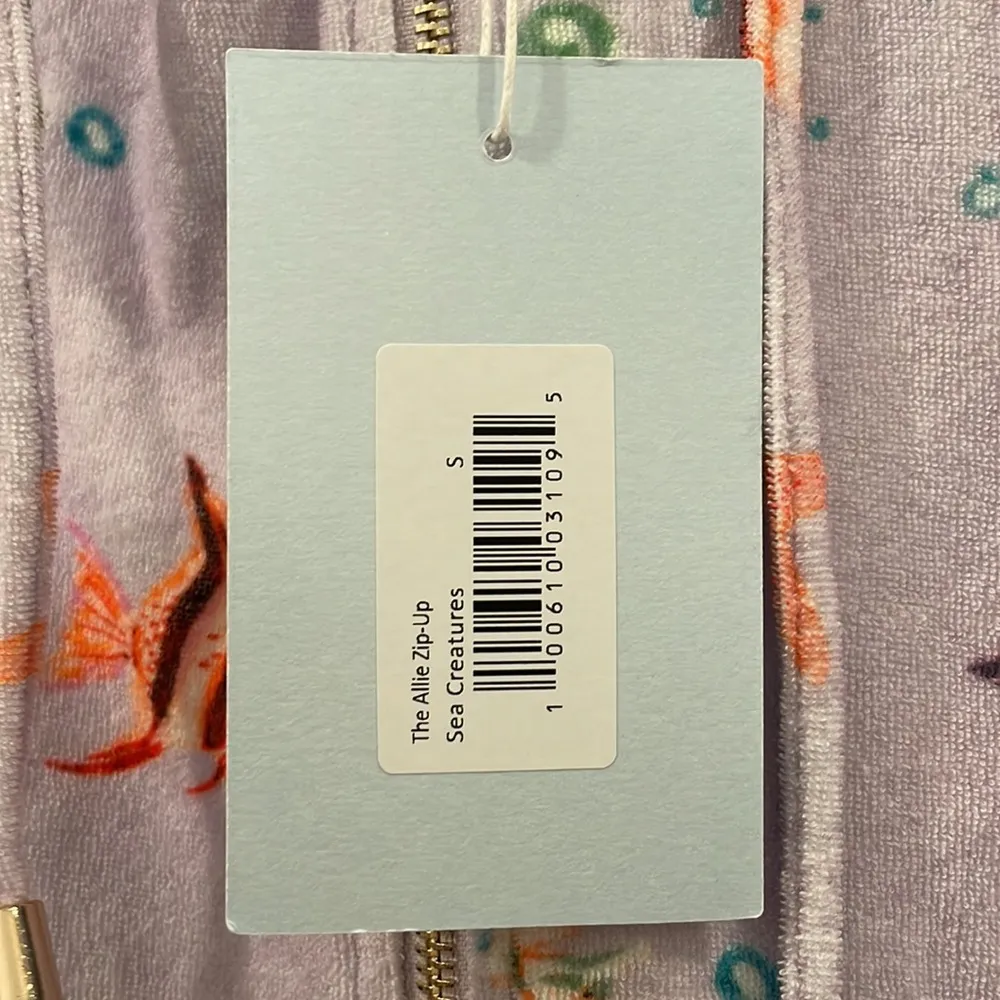 The Allie Zip-Up
Sea Creatures S
1 00610 03109 5